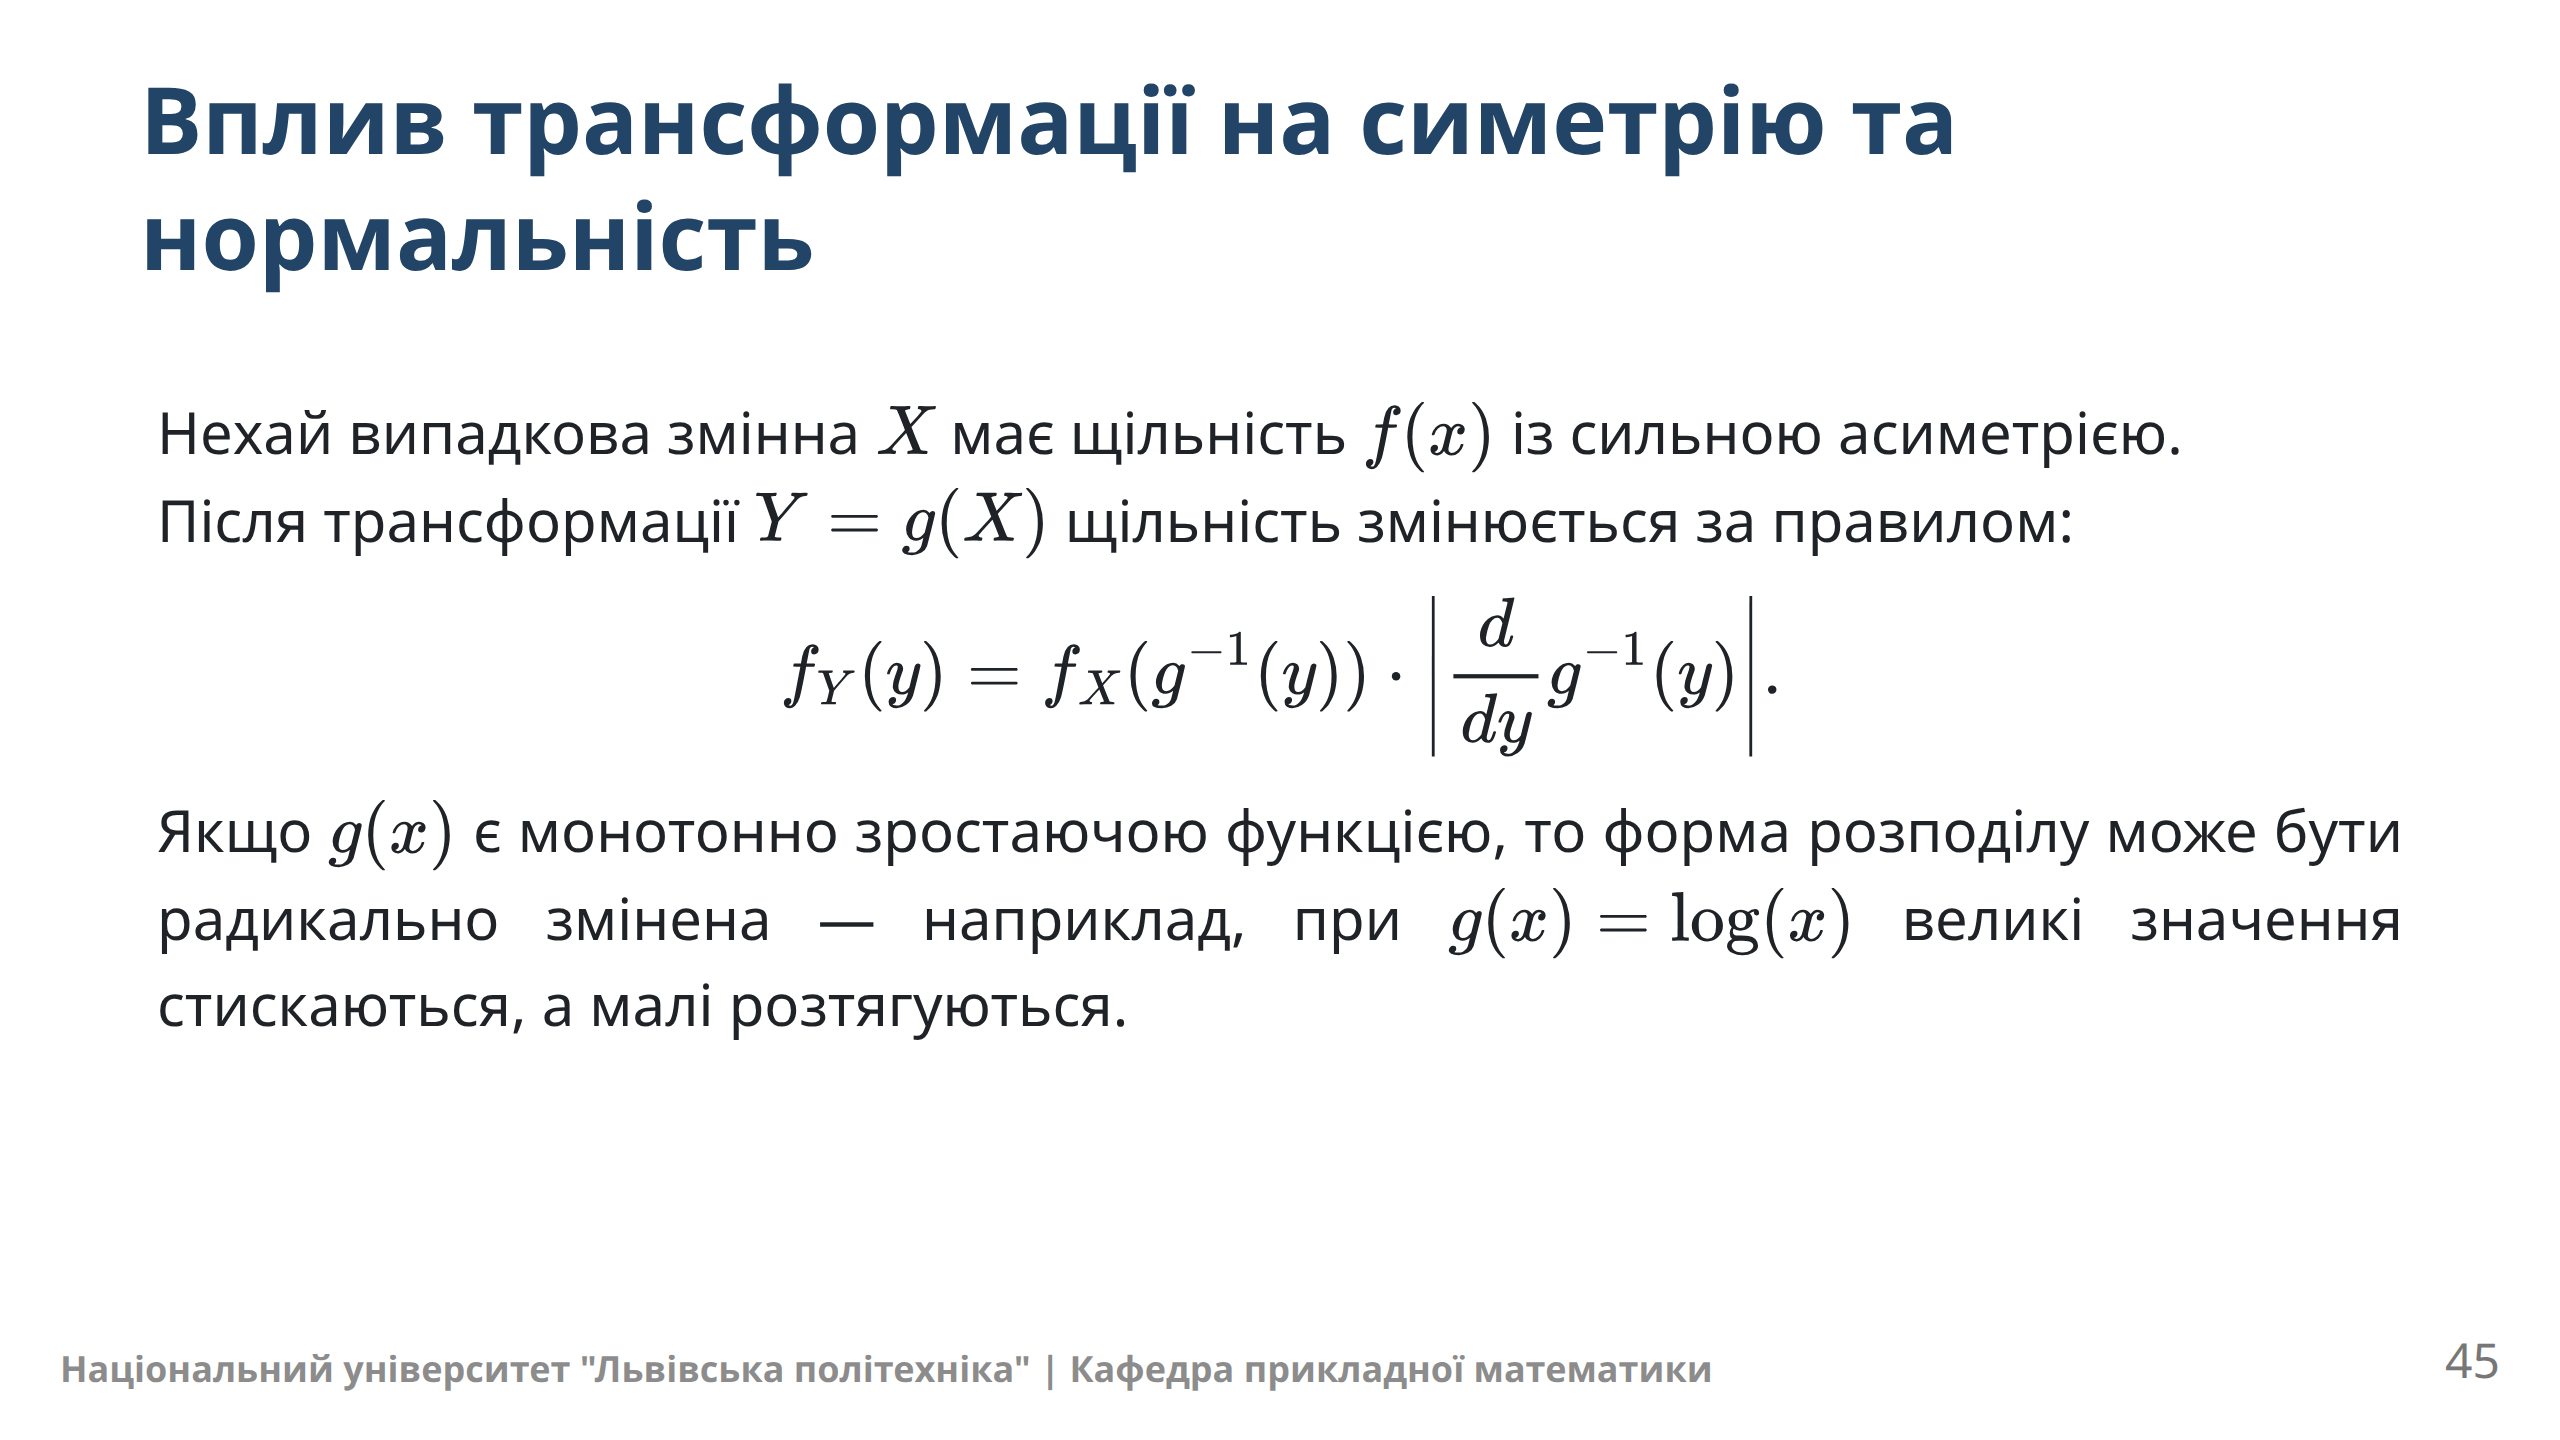 Вплив трансформації на симетрію та
нормальність
Нехай випадкова змінна X має щільність f(x) із сильною асиметрією.
Після трансформації Y = g(X) щільність змінюється за правилом:
f_Y(y) = f_X(g^{-1}(y)) · |\frac{d}{dy} g^{-1}(y)|.
Якщо g(x) є монотонно зростаючою функцією, то форма розподілу може бути
радикально змінена — наприклад, при g(x) = log(x) великі значення
стискаються, а малі розтягуються.
Національний університет "Львівська політехніка" | Кафедра прикладної математики
45